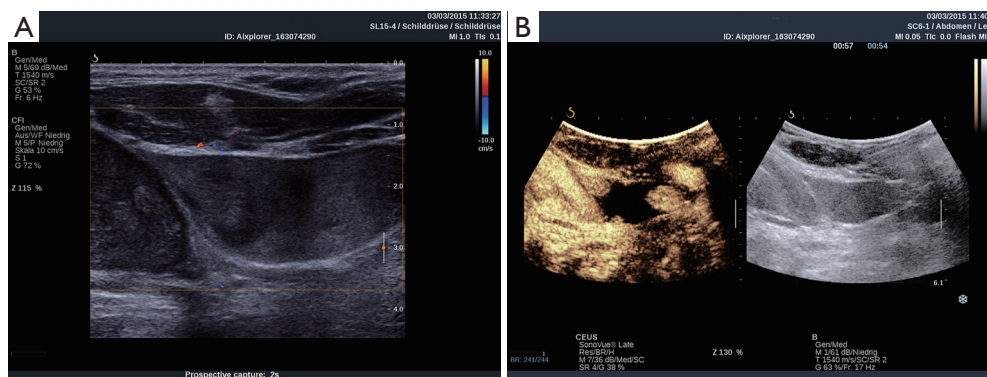 A
03/03/2015 11:33:27
SL15-4 / Schilddrüse / Schilddrüse
ID: Aixplorer_163074290
MI 1.0 TIs 0.1
B
Gen/Med
M 5/69 dB/Med
T 1540 m/s
SC/SR 2
G 53 %
Fr. 6 Hz
CFI
Gen/Med
Aus/WF Niedrig
M 5/P. Niedrig
Skala 10 cm/s
S 1
G 72 %
Z 115 %
0.0
1.0
2.0
3.0
4.0
10.0
-10.0
cm/s
Prospective capture: 2s
B
03/03/2015 11:40
SC6-1 / Abdomen / Le
ID: Aixplorer_163074290
MI 0.05 TIc 0.0 Flash MI
00:57 00:54
6.1
CEUS
SonoVue® Late
Res/BR/H
M 7/36 dB/Med/SC
SR 4/G 38 %
Z 130 %
B
Gen/Med
M 1/61 dB/Niedrig
T 1540 m/s/SC/SR 2
G 63 %/Fr. 17 Hz
BR: 241/244